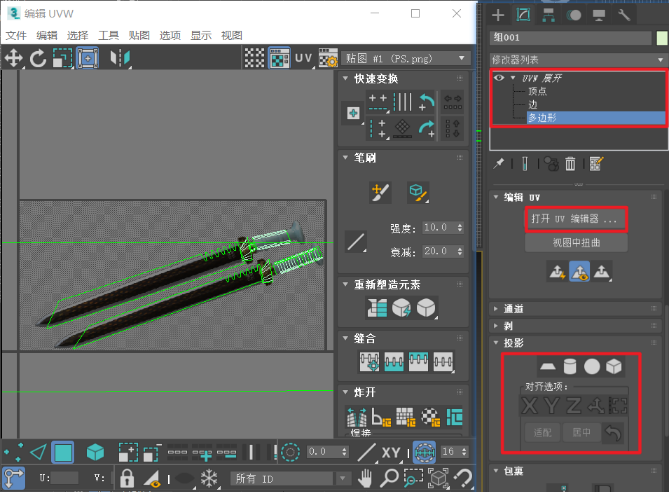 3 编辑 UVW
文件 编辑 选择 工具 贴图 选项 显示 视图
UV
贴图 #1 (PS.png)
快速变换
笔刷
强度: 10.0
衰减: 20.0
重新塑造元素
缝合
炸开
0.0
XY
16
U:
V:
所有 ID
组001
修改器列表
UVW 展开
顶点
边
多边形
编辑 UV
打开 UV 编辑器 ...
视图中扭曲
通道
剥
投影
对齐选项:
X Y Z
适配 居中
包裹